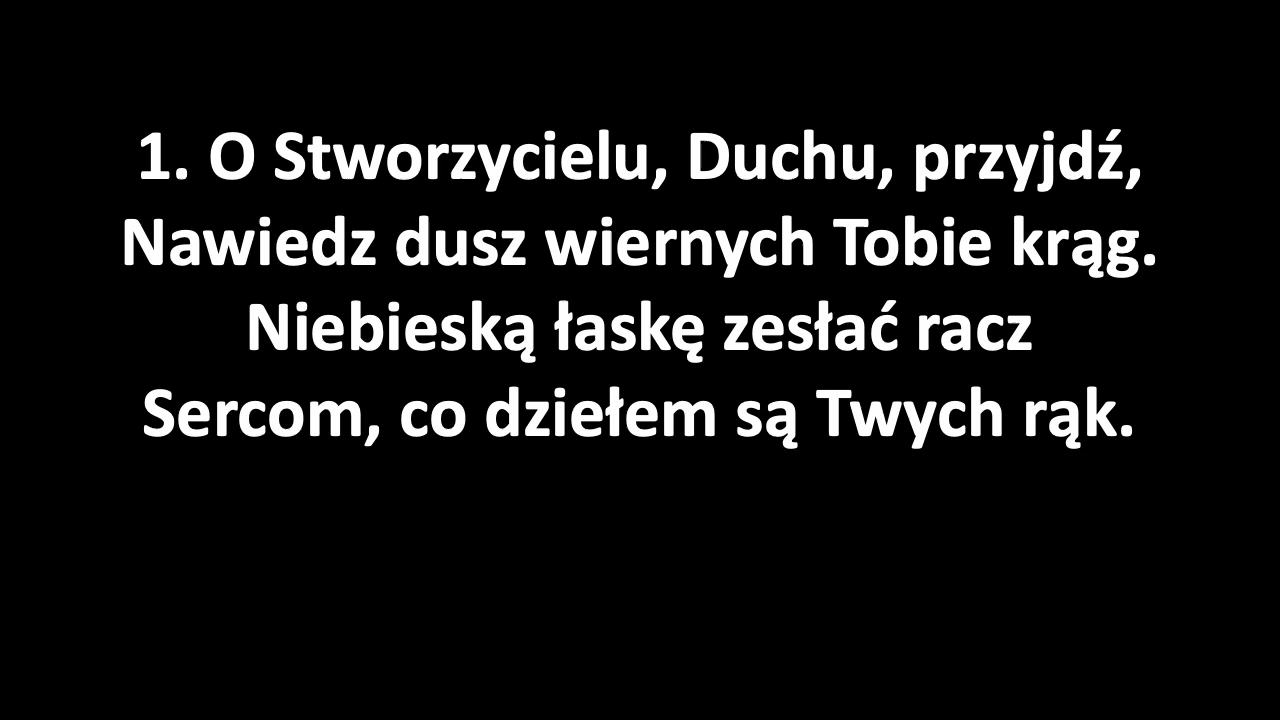 1. O Stworzycielu, Duchu, przyjdź,
Nawiedz dusz wiernych Tobie krąg.
Niebieską łaskę zesłać racz
Sercom, co dziełem są Twych rąk.